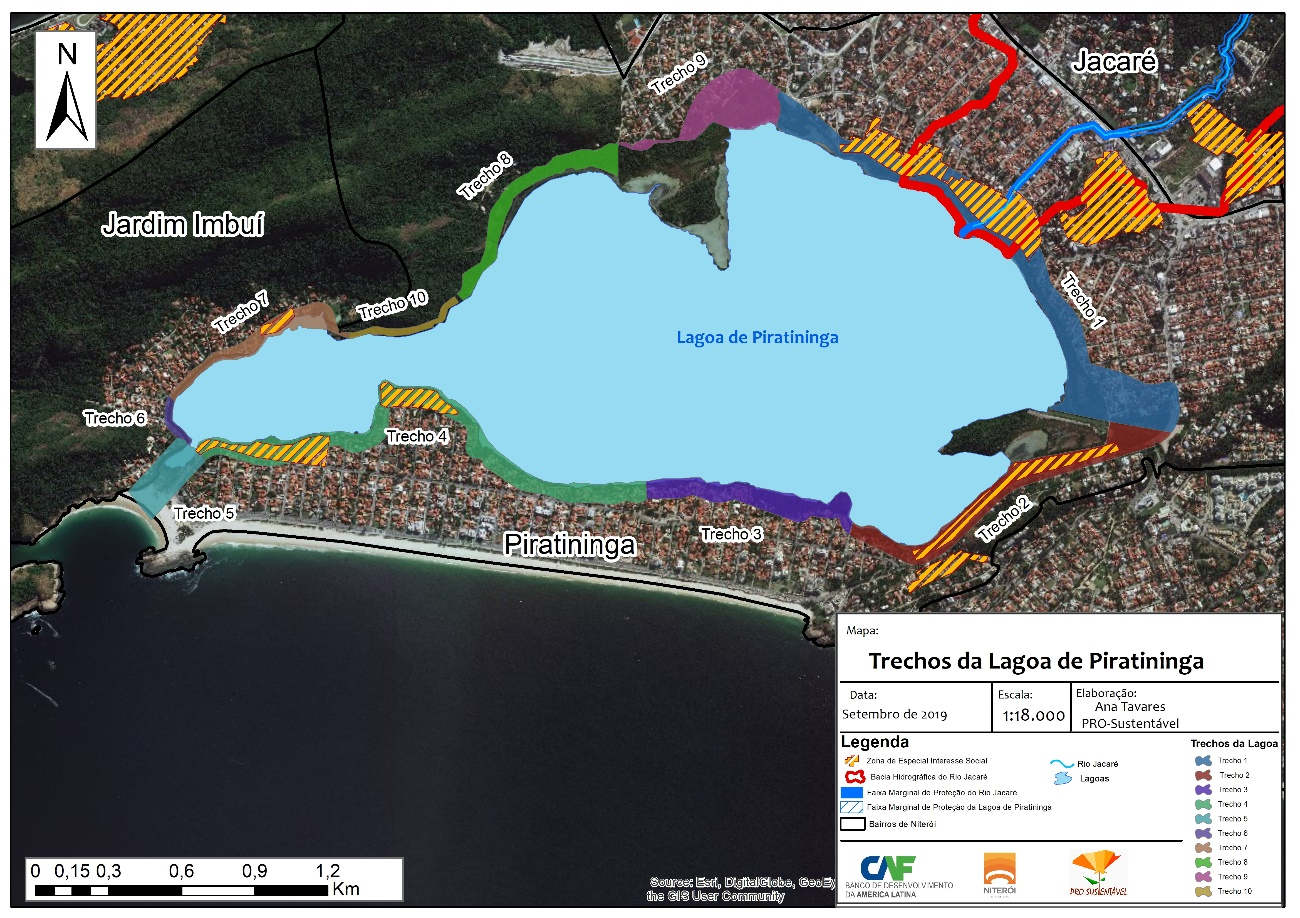 N
Jacaré
Trecho 9
Trecho 8
Jardim Imbuí
Trecho 7
Trecho 10
Trecho 1
Lagoa de Piratininga
Trecho 6
Trecho 4
Trecho 5
Trecho 3
Trecho 2
Piratininga
Mapa:
Trechos da Lagoa de Piratininga
Data:
Setembro de 2019
Escala:
1:18.000
Elaboração:
Ana Tavares
PRO-Sustentável
Legenda
Zona de Especial Interesse Social
Bacia Hidrográfica do Rio Jacaré
Faixa Marginal de Proteção do Rio Jacaré
Faixa Marginal de Proteção da Lagoa de Piratininga
Bairros de Niterói
Rio Jacaré
Lagoas
Trechos da Lagoa
Trecho 1
Trecho 2
Trecho 3
Trecho 4
Trecho 5
Trecho 6
Trecho 7
Trecho 8
Trecho 9
Trecho 10
CAF
BANCO DE DESENVOLVIMENTO
DA AMÉRICA LATINA
NITERÓI
PRO SUSTENTÁVEL
0 0,15 0,3 0,6 0,9 1,2
Km
Source: Esri, DigitalGlobe, GeoEy
the GIS User Community